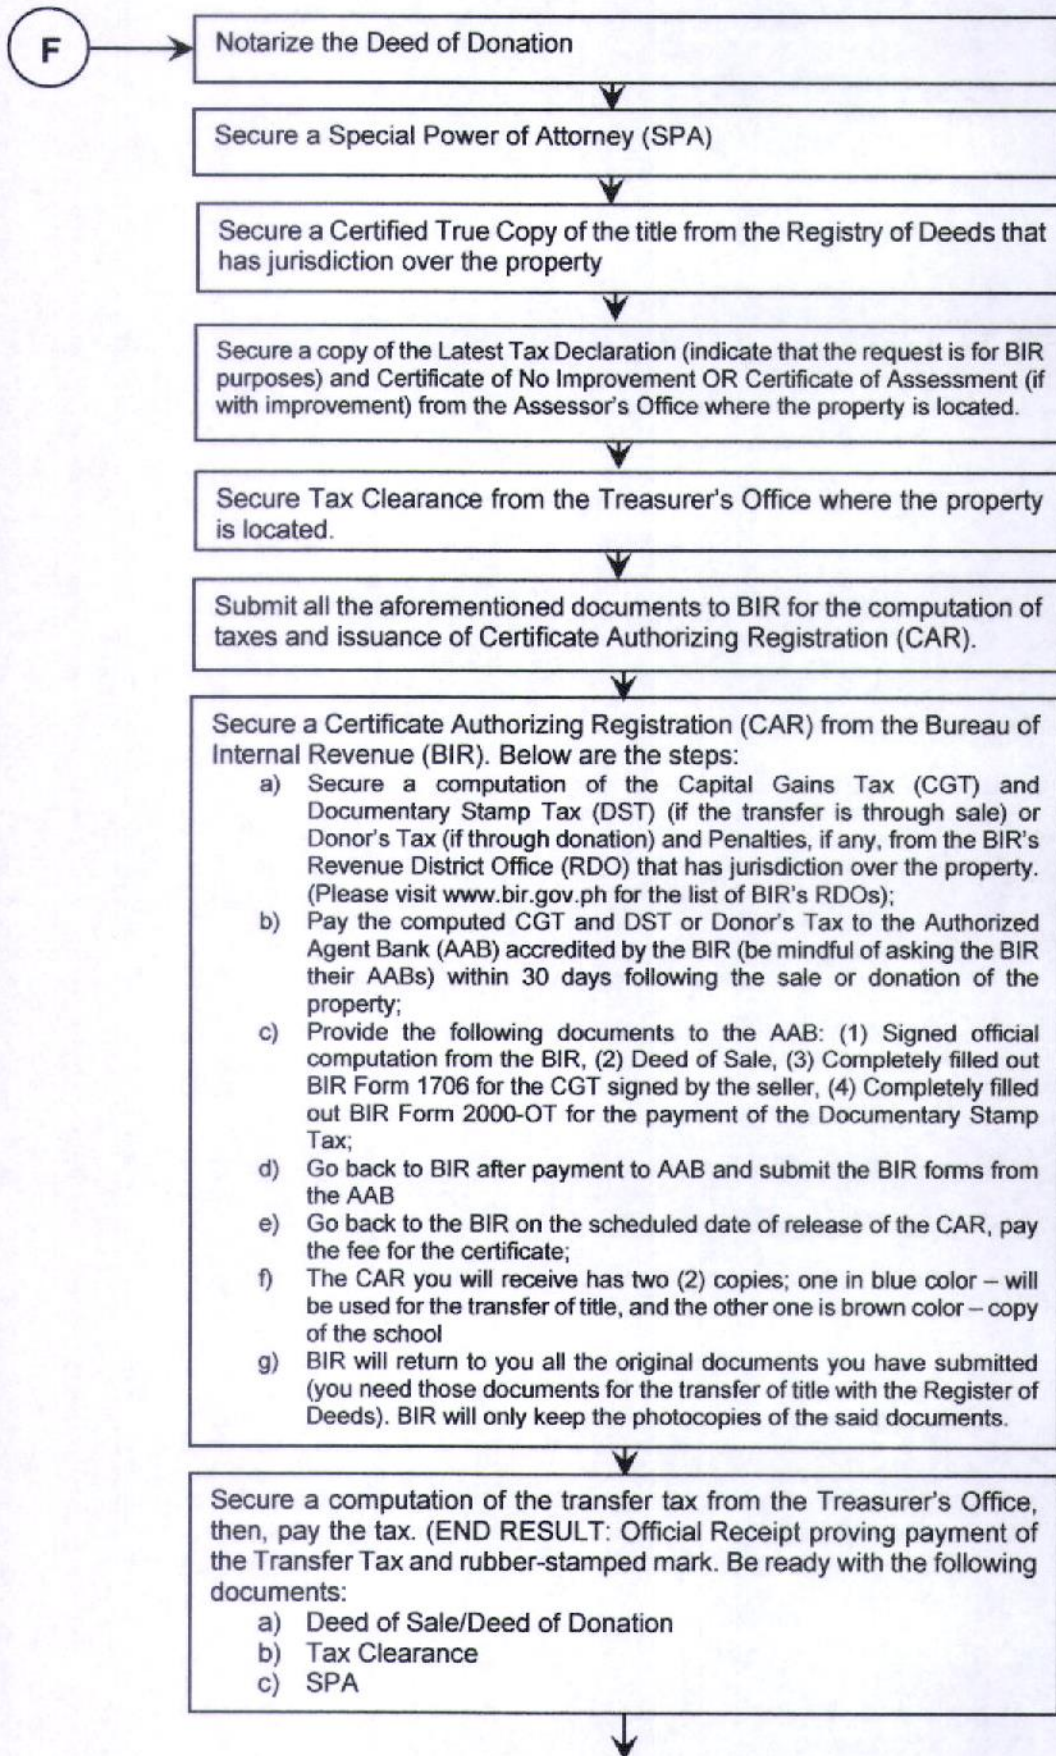 F
Notarize the Deed of Donation
Secure a Special Power of Attorney (SPA)
Secure a Certified True Copy of the title from the Registry of Deeds that
has jurisdiction over the property
Secure a copy of the Latest Tax Declaration (indicate that the request is for BIR
purposes) and Certificate of No Improvement OR Certificate of Assessment (if
with improvement) from the Assessor's Office where the property is located.
Secure Tax Clearance from the Treasurer's Office where the property
is located.
Submit all the aforementioned documents to BIR for the computation of
taxes and issuance of Certificate Authorizing Registration (CAR).
Secure a Certificate Authorizing Registration (CAR) from the Bureau of
Internal Revenue (BIR). Below are the steps:
a) Secure a computation of the Capital Gains Tax (CGT) and
Documentary Stamp Tax (DST) (if the transfer is through sale) or
Donor's Tax (if through donation) and Penalties, if any, from the BIR's
Revenue District Office (RDO) that has jurisdiction over the property.
(Please visit www.bir.gov.ph for the list of BIR's RDOs);
b) Pay the computed CGT and DST or Donor's Tax to the Authorized
Agent Bank (AAB) accredited by the BIR (be mindful of asking the BIR
their AABs) within 30 days following the sale or donation of the
property;
c) Provide the following documents to the AAB: (1) Signed official
computation from the BIR, (2) Deed of Sale, (3) Completely filled out
BIR Form 1706 for the CGT signed by the seller, (4) Completely filled
out BIR Form 2000-OT for the payment of the Documentary Stamp
Tax;
d) Go back to BIR after payment to AAB and submit the BIR forms from
the AAB
e) Go back to the BIR on the scheduled date of release of the CAR, pay
the fee for the certificate;
f) The CAR you will receive has two (2) copies; one in blue color – will
be used for the transfer of title, and the other one is brown color – copy
of the school
g) BIR will return to you all the original documents you have submitted
(you need those documents for the transfer of title with the Register of
Deeds). BIR will only keep the photocopies of the said documents.
Secure a computation of the transfer tax from the Treasurer's Office,
then, pay the tax. (END RESULT: Official Receipt proving payment of
the Transfer Tax and rubber-stamped mark. Be ready with the following
documents:
a) Deed of Sale/Deed of Donation
b) Tax Clearance
c) SPA